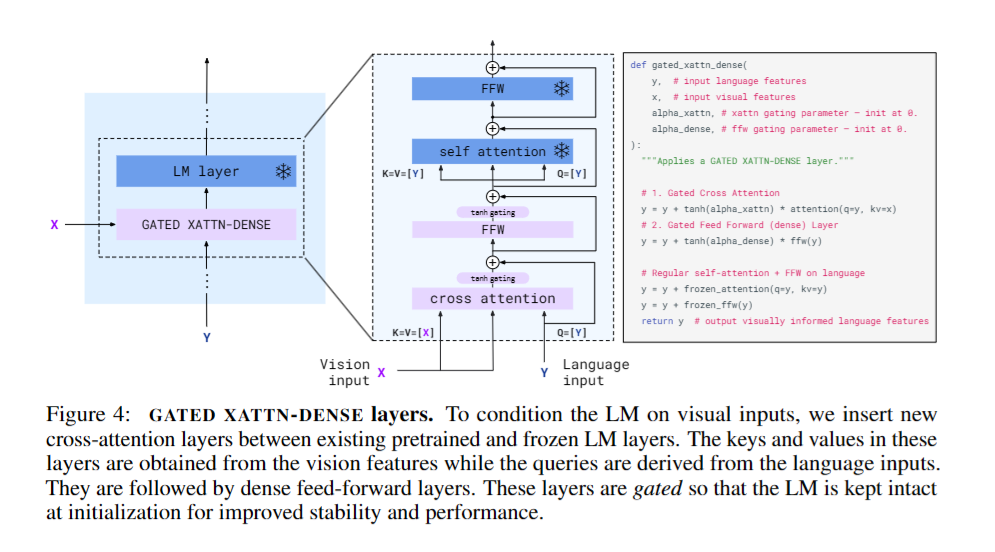 LM layer
GATED XATTN-DENSE
X
Y
FFW
self attention
K=V=[Y]
Q=[Y]
tanh gating
FFW
tanh gating
cross attention
K=V=[X]
Q=[Y]
Vision
input
X
Y
Language
input
def gated_xattn_dense(
y, # input language features
x, # input visual features
alpha_xattn, # xattn gating parameter – init at 0.
alpha_dense, # ffw gating parameter – init at 0.
):
"""Applies a GATED XATTN-DENSE layer."""
# 1. Gated Cross Attention
y = y + tanh(alpha_xattn) * attention(q=y, kv=x)
# 2. Gated Feed Forward (dense) Layer
y = y + tanh(alpha_dense) * ffw(y)
# Regular self-attention + FFW on language
y = y + frozen_attention(q=y, kv=y)
y = y + frozen_ffw(y)
return y # output visually informed language features
Figure 4: GATED XATTN-DENSE layers. To condition the LM on visual inputs, we insert new
cross-attention layers between existing pretrained and frozen LM layers. The keys and values in these
layers are obtained from the vision features while the queries are derived from the language inputs.
They are followed by dense feed-forward layers. These layers are gated so that the LM is kept intact
at initialization for improved stability and performance.